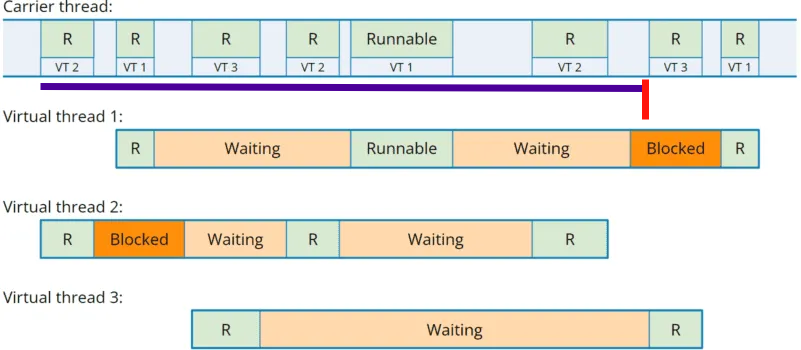 Carrier thread:
R R R R Runnable R R R
VT 2 VT 1 VT 3 VT 2 VT 1 VT 2 VT 3 VT 1
Virtual thread 1:
R Waiting Runnable Waiting Blocked R
Virtual thread 2:
R Blocked Waiting R Waiting R
Virtual thread 3:
R Waiting R